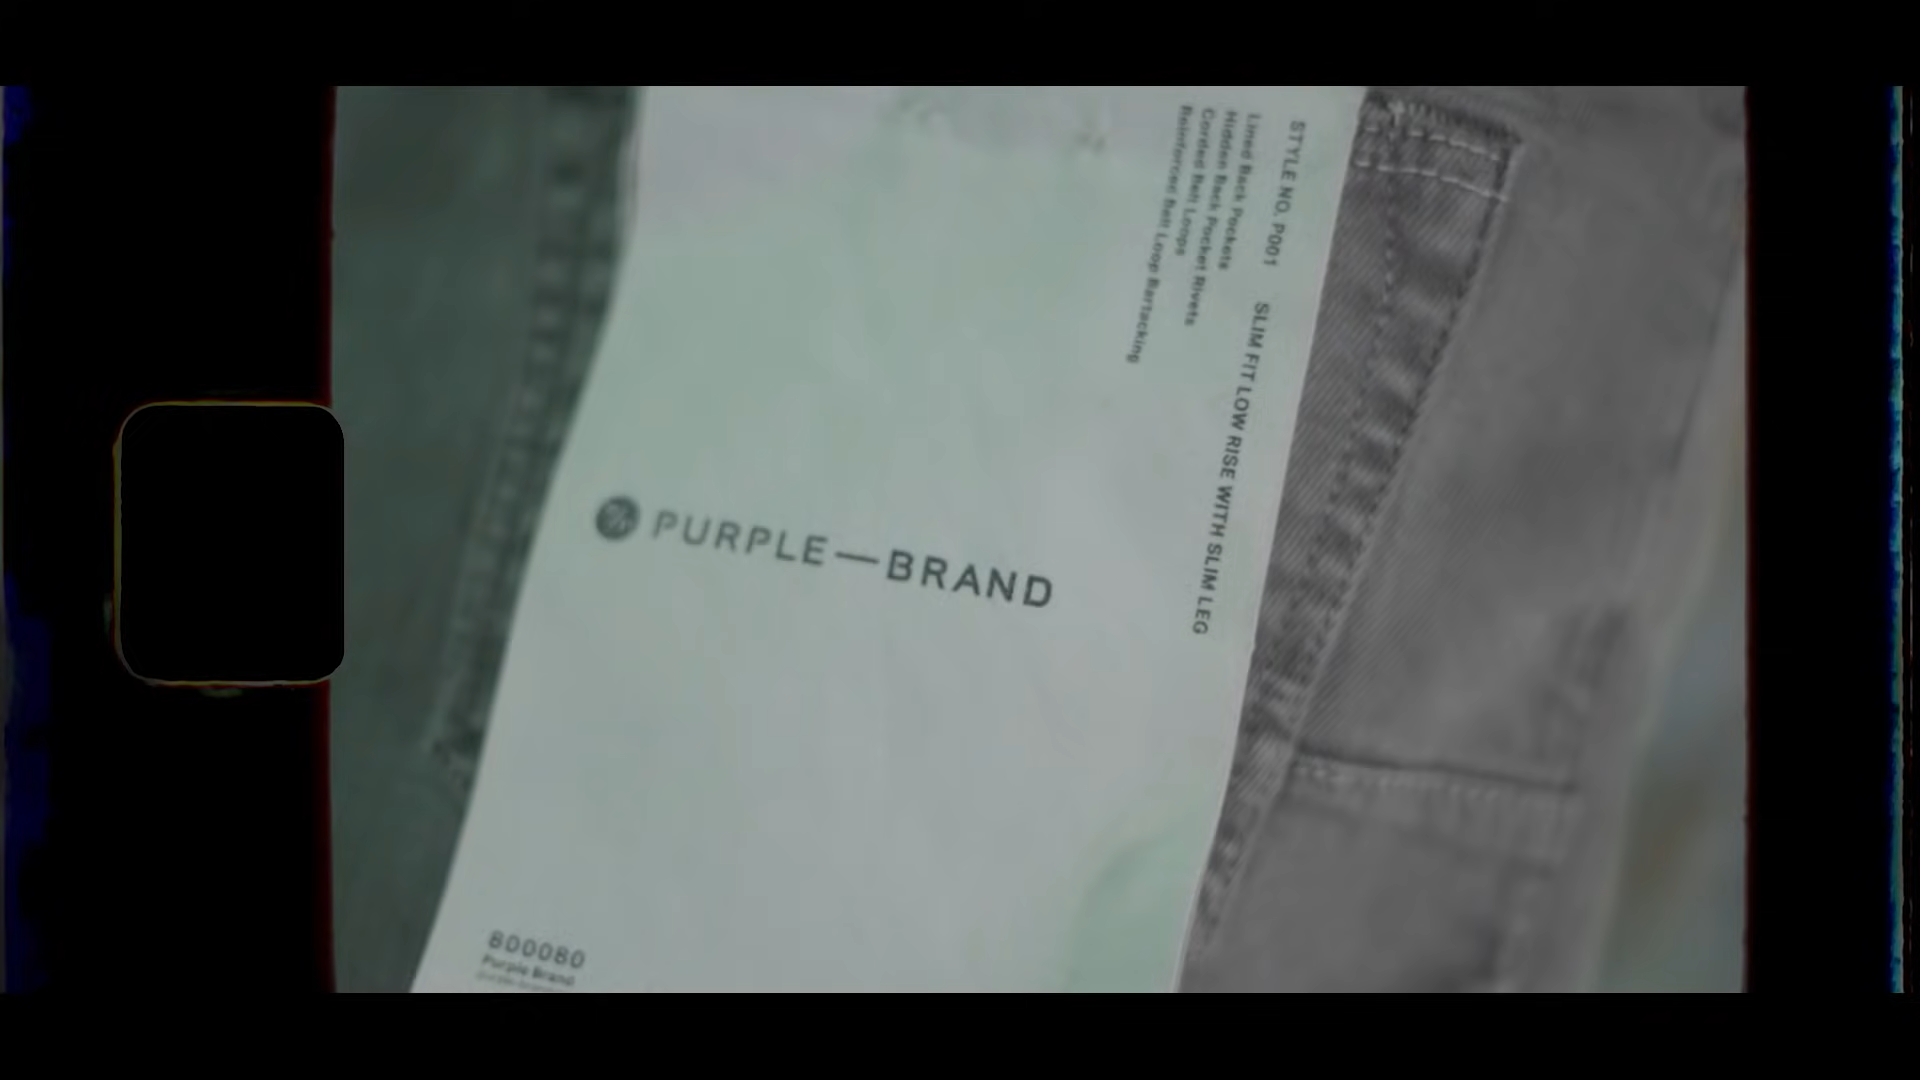 STYLE NO. P001 SLIM FIT LOW RISE WITH SLIM LEG
Lined Back Pockets
Hidden Back Pocket Rivets
Corded Belt Loops
Reinforced Belt Loop Bartacking
PURPLE—BRAND
800080
Purple Brand